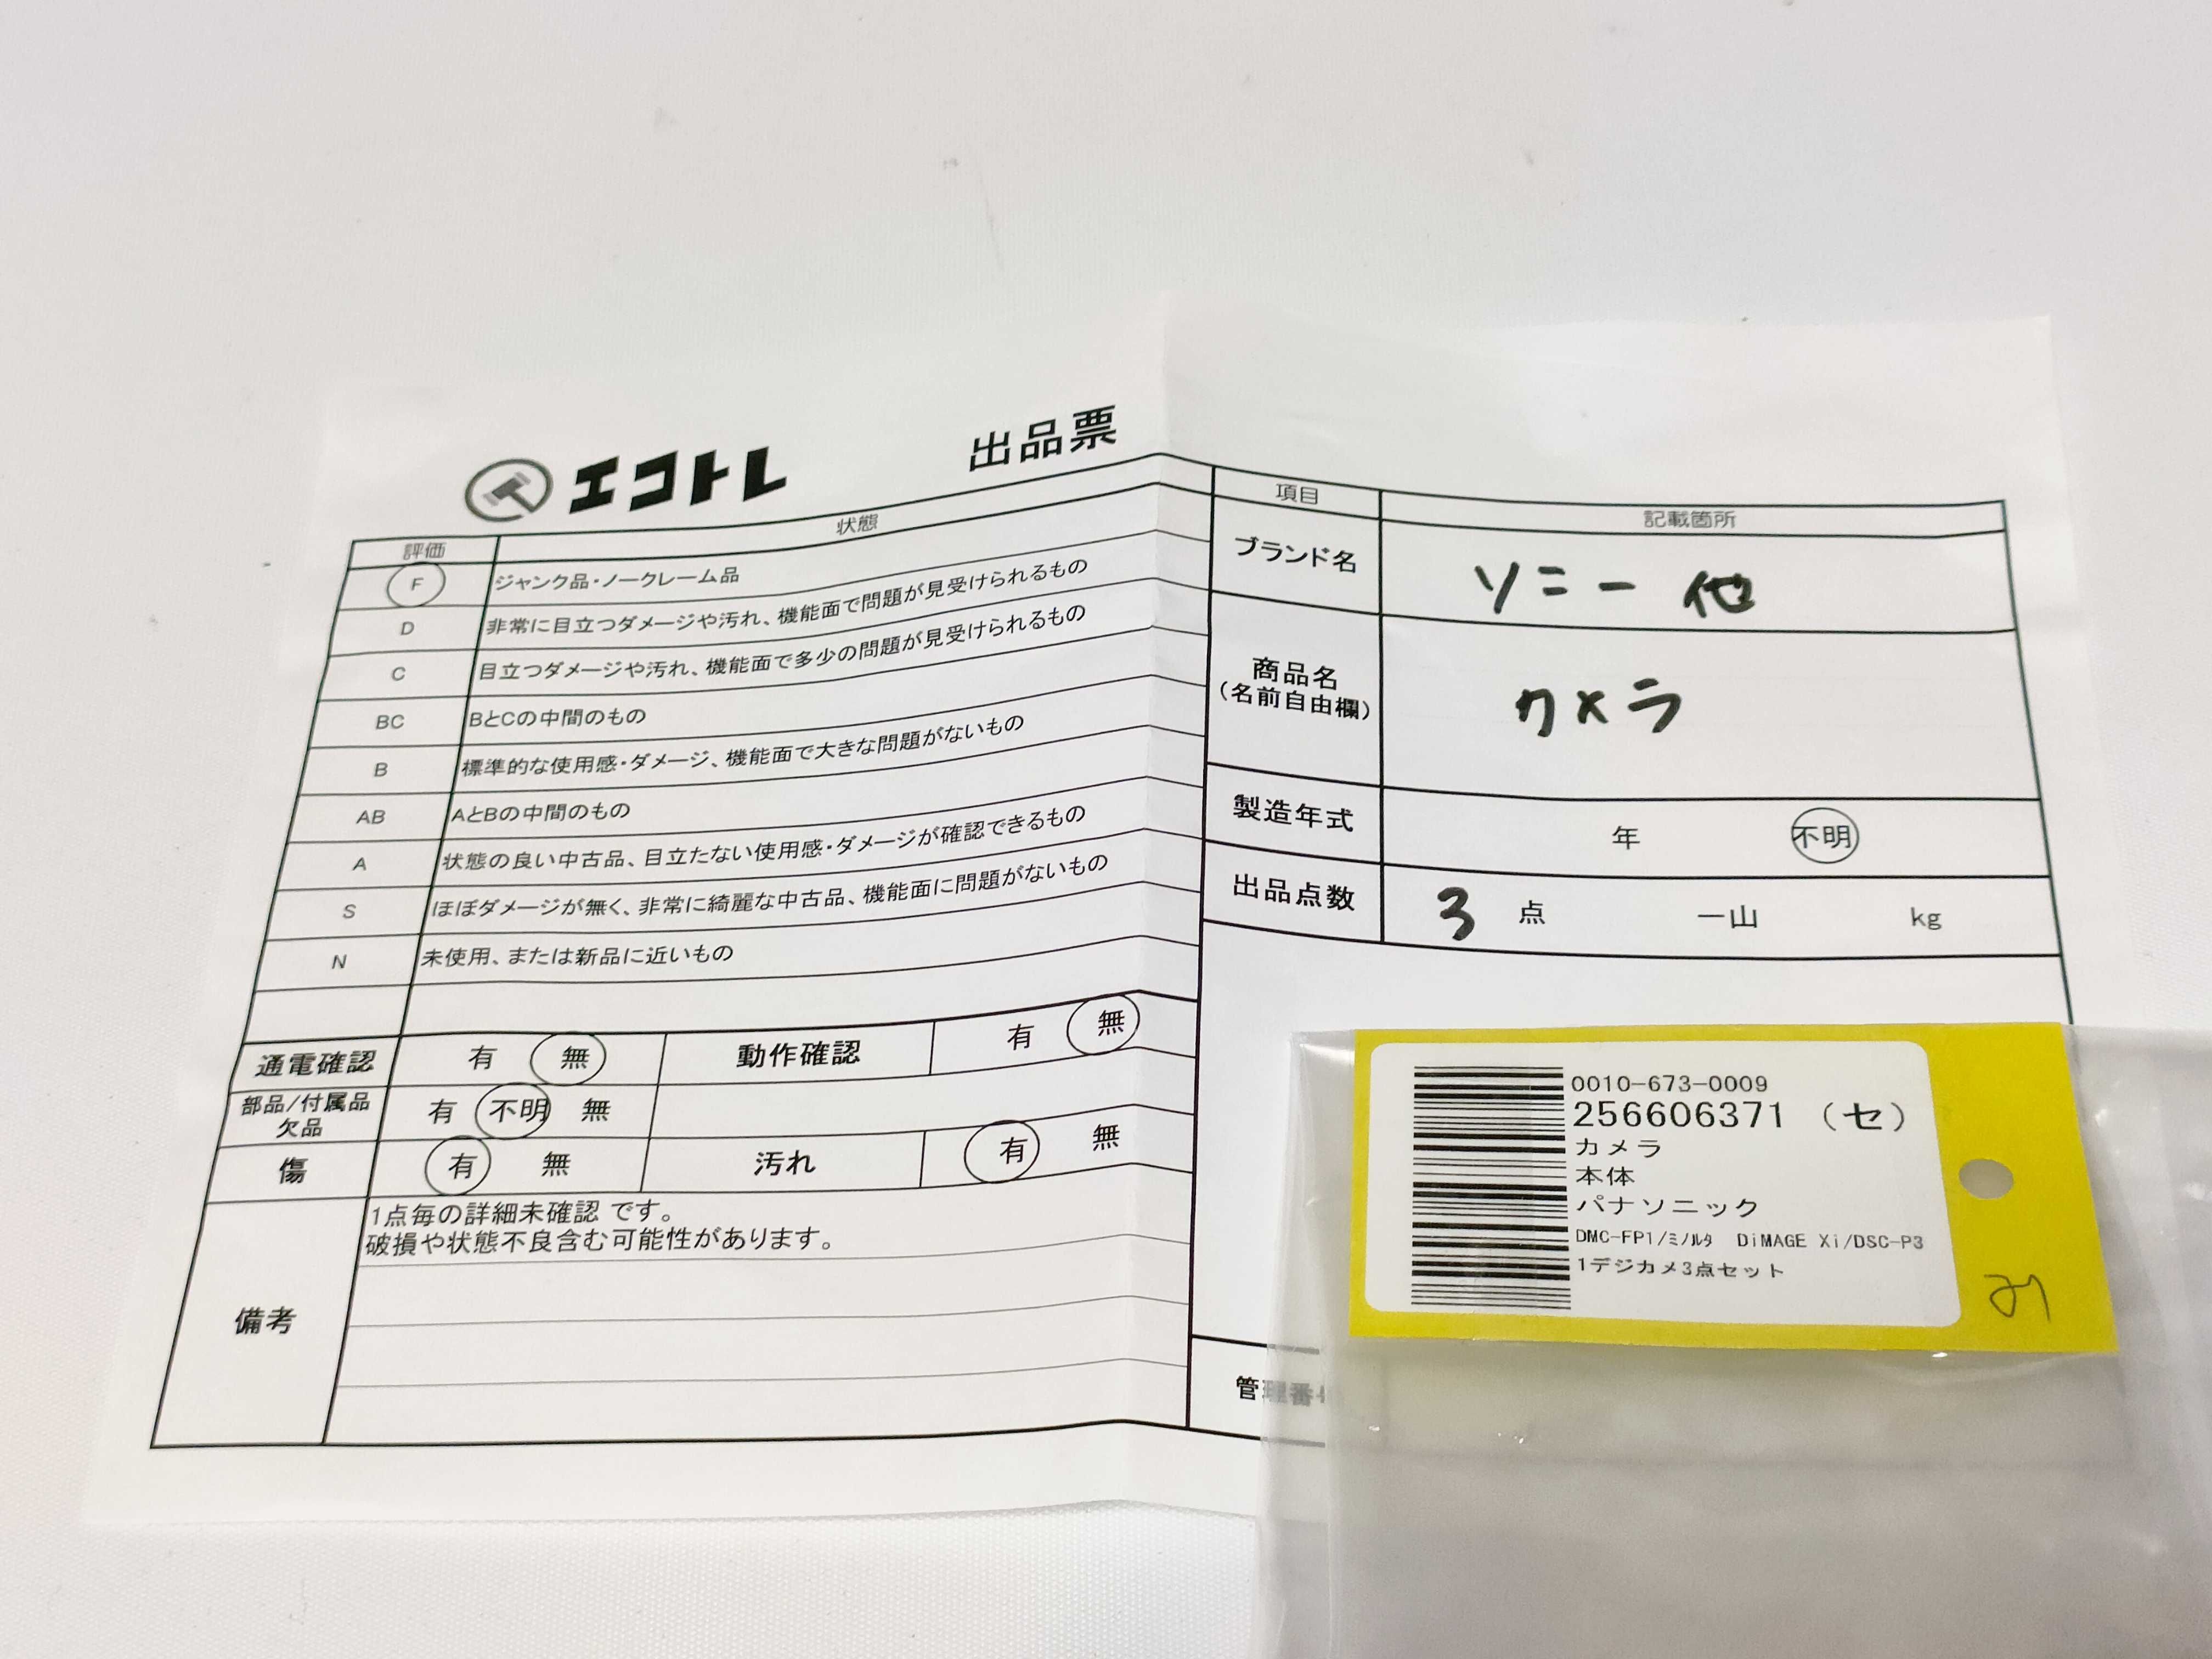 エコトレ 出品票
評価 状態
F ジャンク品・ノークレーム品
D 非常に目立つダメージや汚れ、機能面で問題が見受けられるもの
C 目立つダメージや汚れ、機能面で多少の問題が見受けられるもの
BC BとCの中間のもの
B 標準的な使用感・ダメージ、機能面で大きな問題がないもの
AB AとBの中間のもの
A 状態の良い中古品、目立たない使用感・ダメージが確認できるもの
S ほぼダメージが無く、非常に綺麗な中古品、機能面に問題がないもの
N 未使用、または新品に近いもの
通電確認 有 無 動作確認 有 無
部品/付属品
欠品 有 不明 無
傷 有 無 汚れ 有 無
備考
1点毎の詳細未確認 です。
破損や状態不良含む可能性があります。
項目 記載箇所
ブランド名 ソニー 他
商品名
(名前自由欄) カメラ
製造年式 年 不明
出品点数 3 点 一山 kg
管理番
0010-673-0009
256606371 (セ)
カメラ
本体
パナソニック
DMC-FP1/ミノルタ DiMAGE Xi/DSC-P3
1デジカメ3点セット